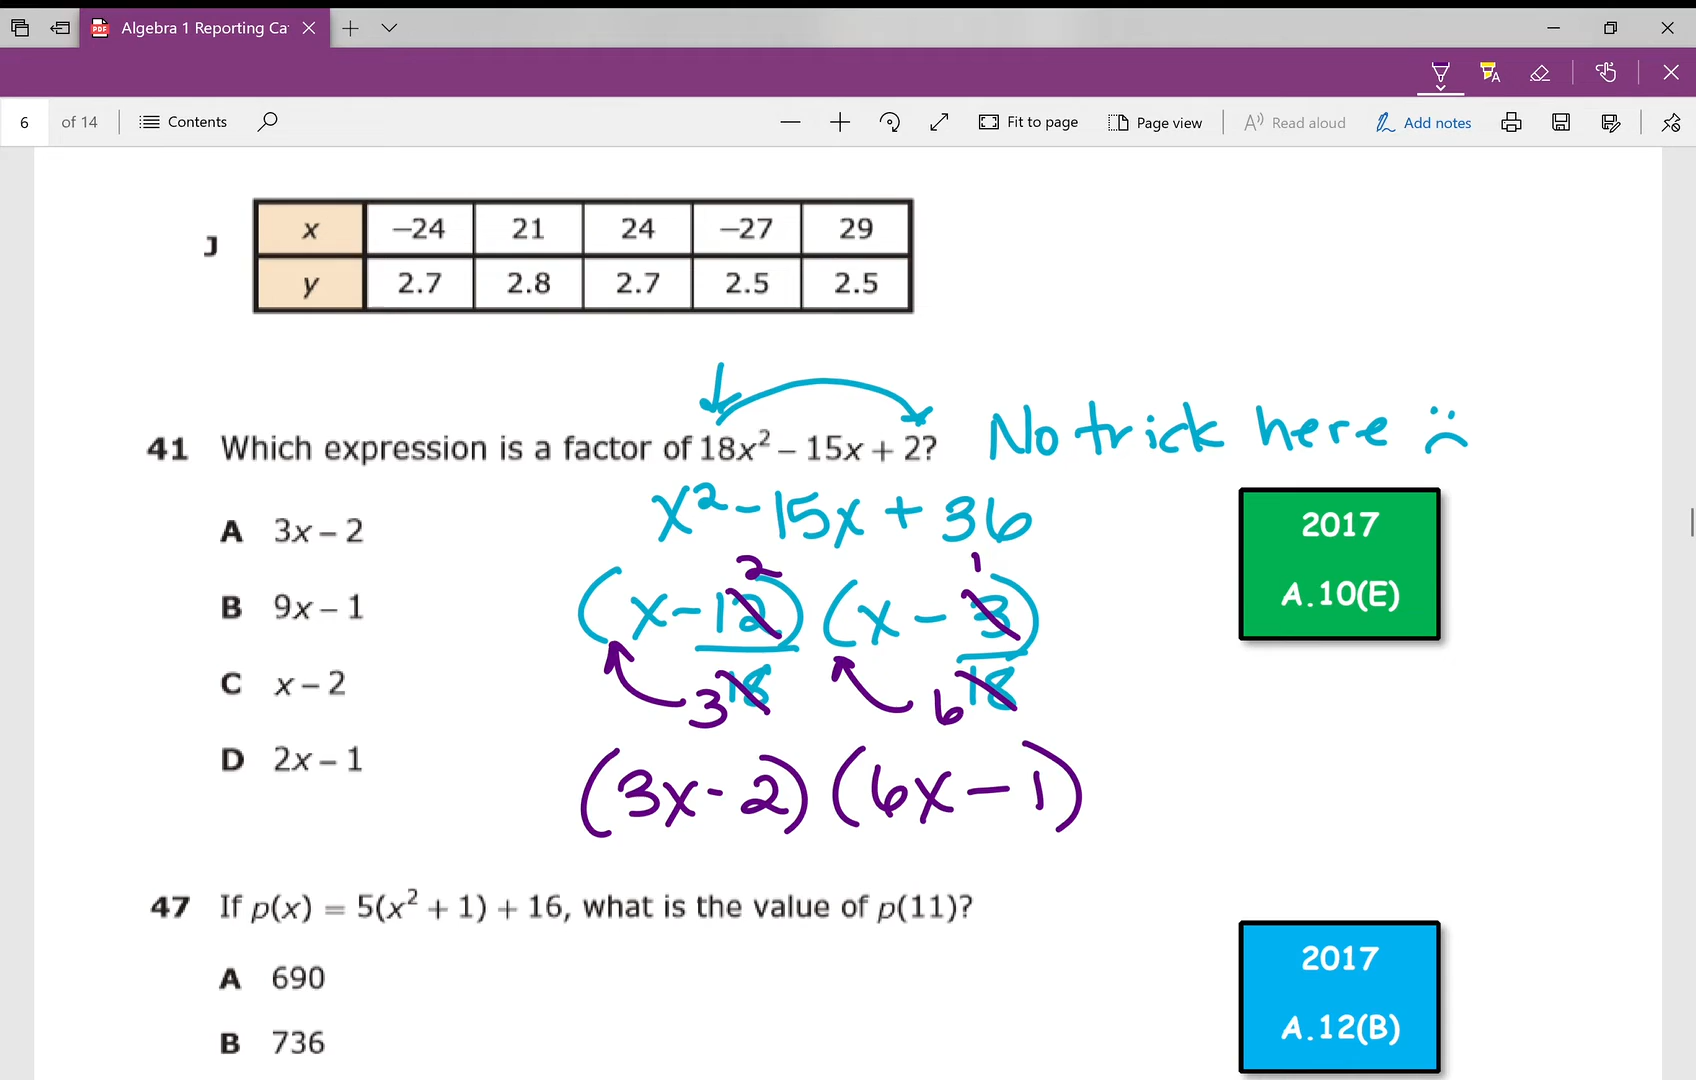 Algebra 1 Reporting Ca
6 of 14 Contents Fit to page Page view Read aloud Add notes
J
x −24 21 24 −27 29
y 2.7 2.8 2.7 2.5 2.5
41 Which expression is a factor of 18x² − 15x + 2?
No trick here
A 3x − 2
B 9x − 1
C x − 2
D 2x − 1
x² − 15x + 36
2 1
(x − 12) (x − 3)
3 18 6 18
(3x − 2) (6x − 1)
2017
A.10(E)
47 If p(x) = 5(x² + 1) + 16, what is the value of p(11)?
A 690
B 736
2017
A.12(B)